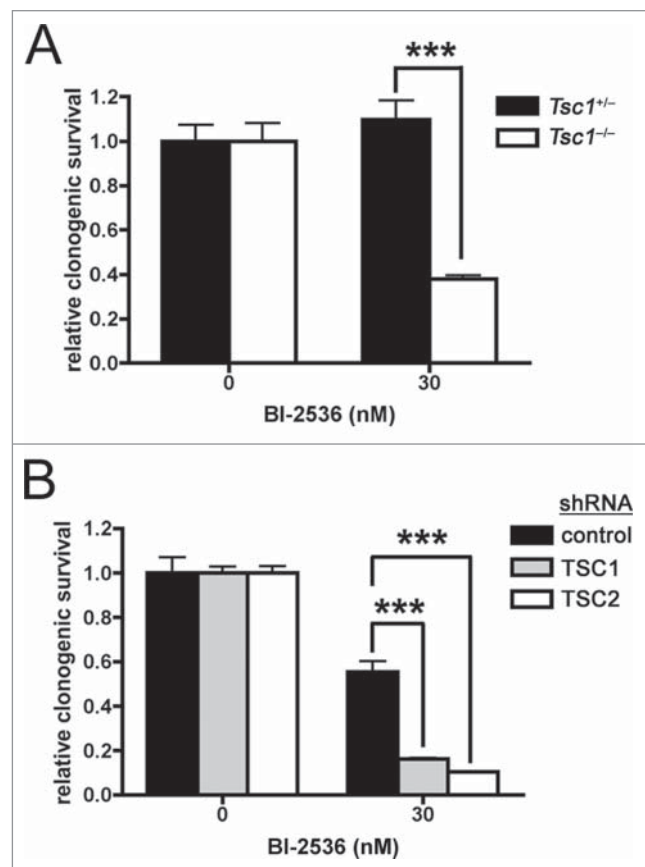 A
***
1.2
1.0
0.8
0.6
0.4
0.2
0.0
relative clonogenic survival
Tsc1+/–
Tsc1–/–
0
30
BI-2536 (nM)
B
shRNA
control
TSC1
TSC2
***
***
1.2
1.0
0.8
0.6
0.4
0.2
0.0
relative clonogenic survival
0
30
BI-2536 (nM)